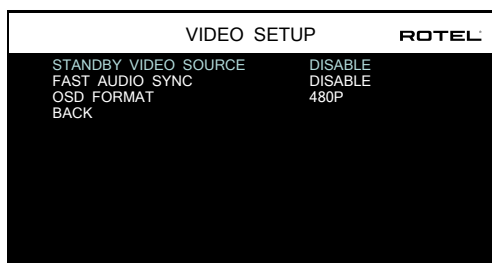 VIDEO SETUP ROTEL
STANDBY VIDEO SOURCE DISABLE
FAST AUDIO SYNC DISABLE
OSD FORMAT 480P
BACK